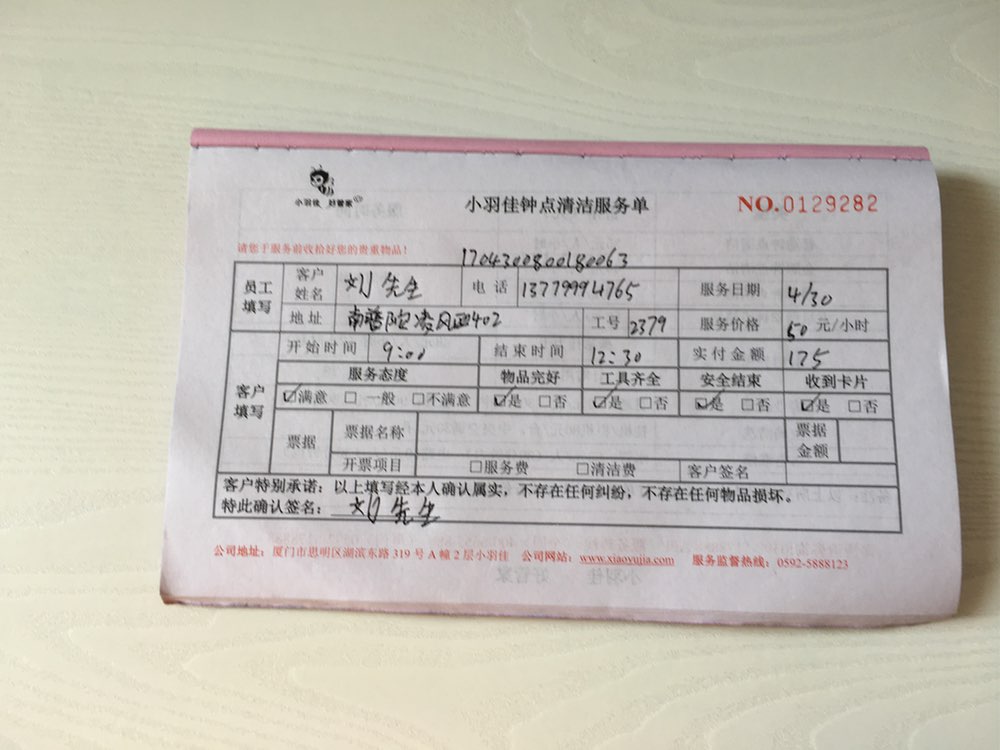 小羽佳 好管家
小羽佳钟点清洁服务单
NO.0129282
请您于服务前收拾好您的贵重物品!
170430080018​0063
员工填写 客户姓名 刘先生 电话 13779994765 服务日期 4/30
地址 南普陀凌风西402 工号 2379 服务价格 50 元/小时
客户填写 开始时间 9:00 结束时间 12:30 实付金额 175
服务态度 物品完好 工具齐全 安全结束 收到卡片
☑满意 □一般 □不满意 ☑是 □否 ☑是 □否 ☑是 □否 ☑是 □否
票据 票据名称 票据金额
开票项目 □服务费 □清洁费 客户签名
客户特别承诺:以上填写经本人确认属实,不存在任何纠纷,不存在任何物品损坏。
特此确认签名: 刘先生
公司地址:厦门市思明区湖滨东路319号A幢2层小羽佳 公司网站:www.xiaoyujia.com 服务监督热线:0592-5888123